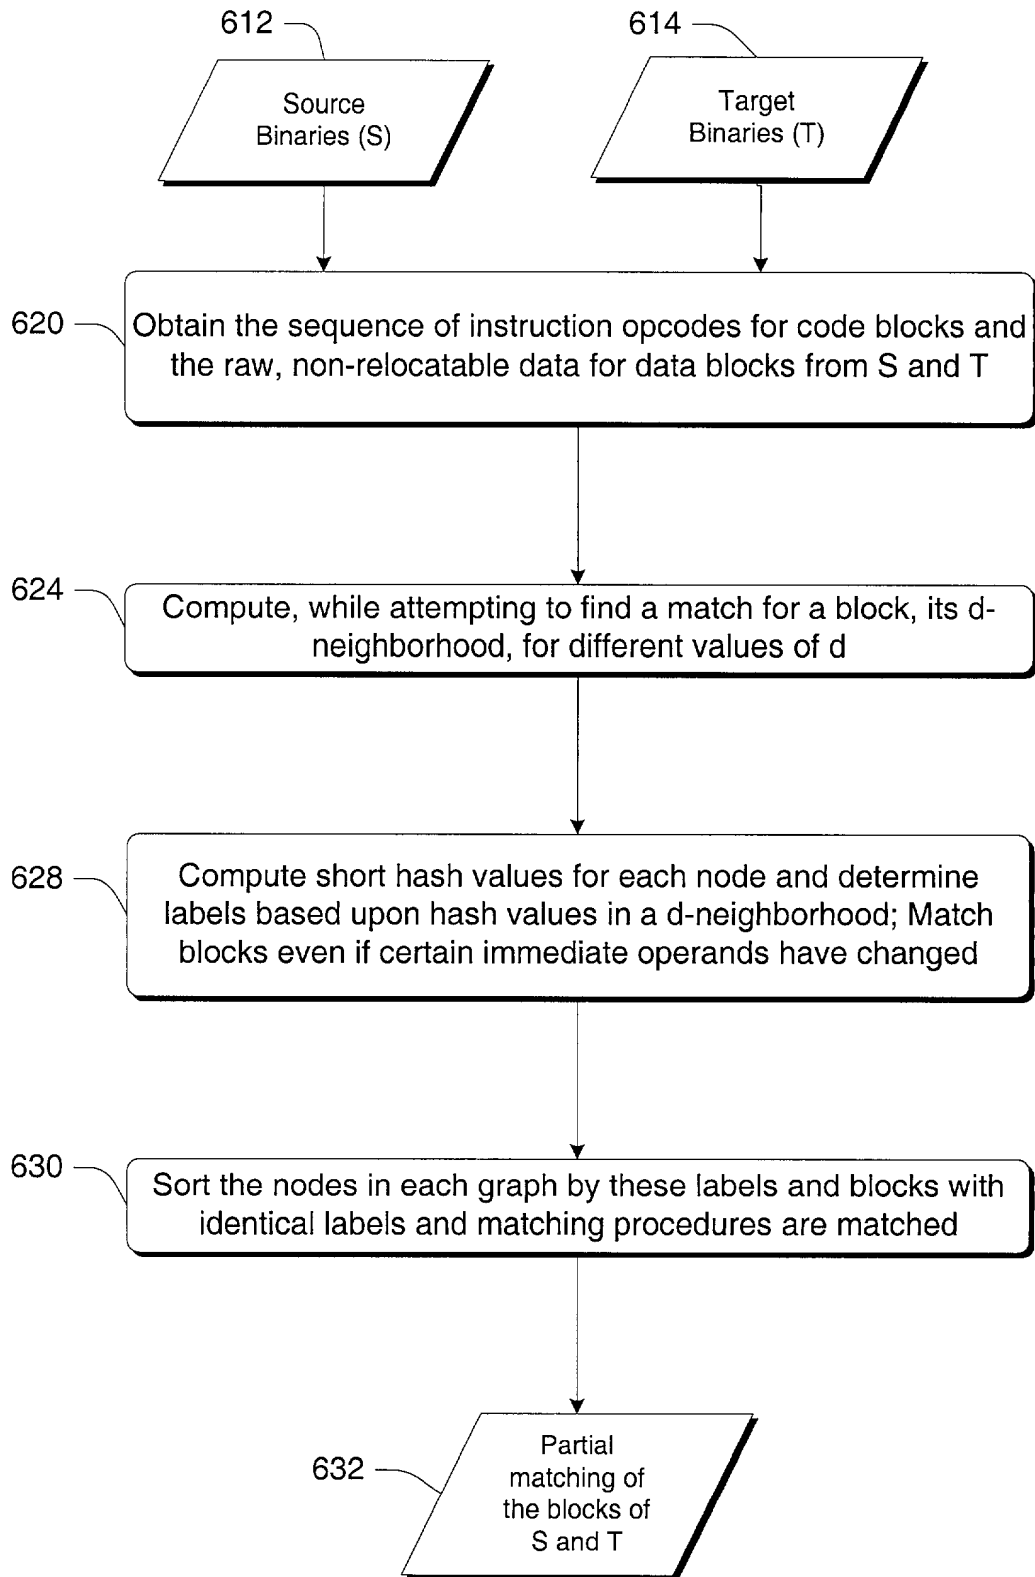 612
614
Source
Binaries (S)
Target
Binaries (T)
620
Obtain the sequence of instruction opcodes for code blocks and
the raw, non-relocatable data for data blocks from S and T
624
Compute, while attempting to find a match for a block, its d-
neighborhood, for different values of d
628
Compute short hash values for each node and determine
labels based upon hash values in a d-neighborhood; Match
blocks even if certain immediate operands have changed
630
Sort the nodes in each graph by these labels and blocks with
identical labels and matching procedures are matched
632
Partial
matching of
the blocks of
S and T